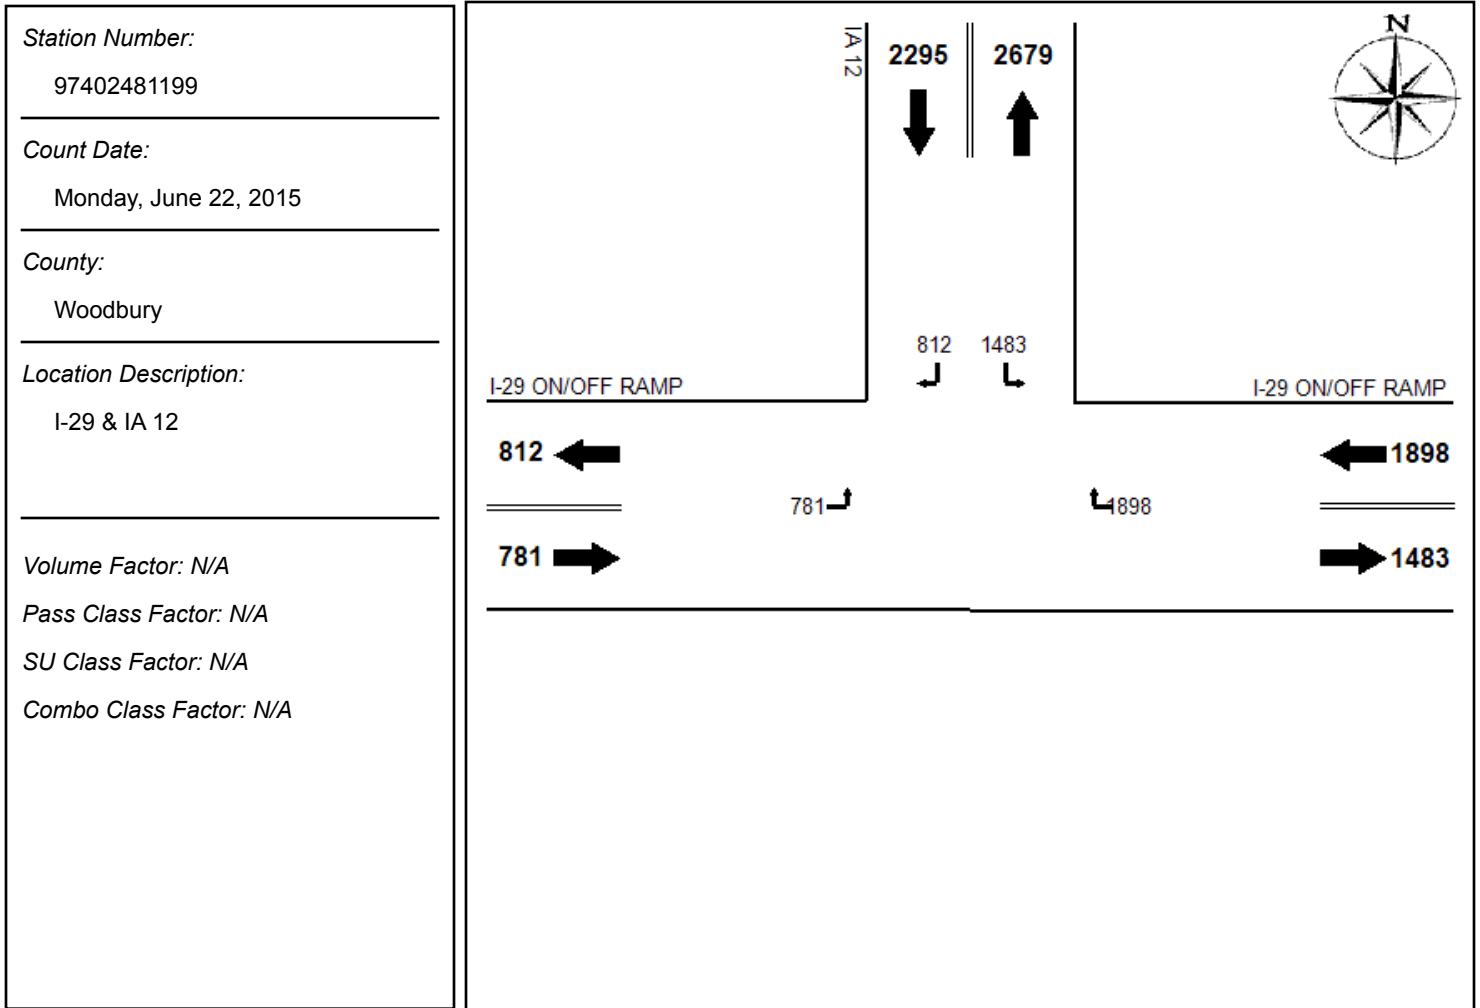 Station Number:
97402481199
Count Date:
Monday, June 22, 2015
County:
Woodbury
Location Description:
I-29 & IA 12
Volume Factor: N/A
Pass Class Factor: N/A
SU Class Factor: N/A
Combo Class Factor: N/A
N
IA 12
2295 2679
812 1483
I-29 ON/OFF RAMP I-29 ON/OFF RAMP
812 1898
781 1898
781 1483